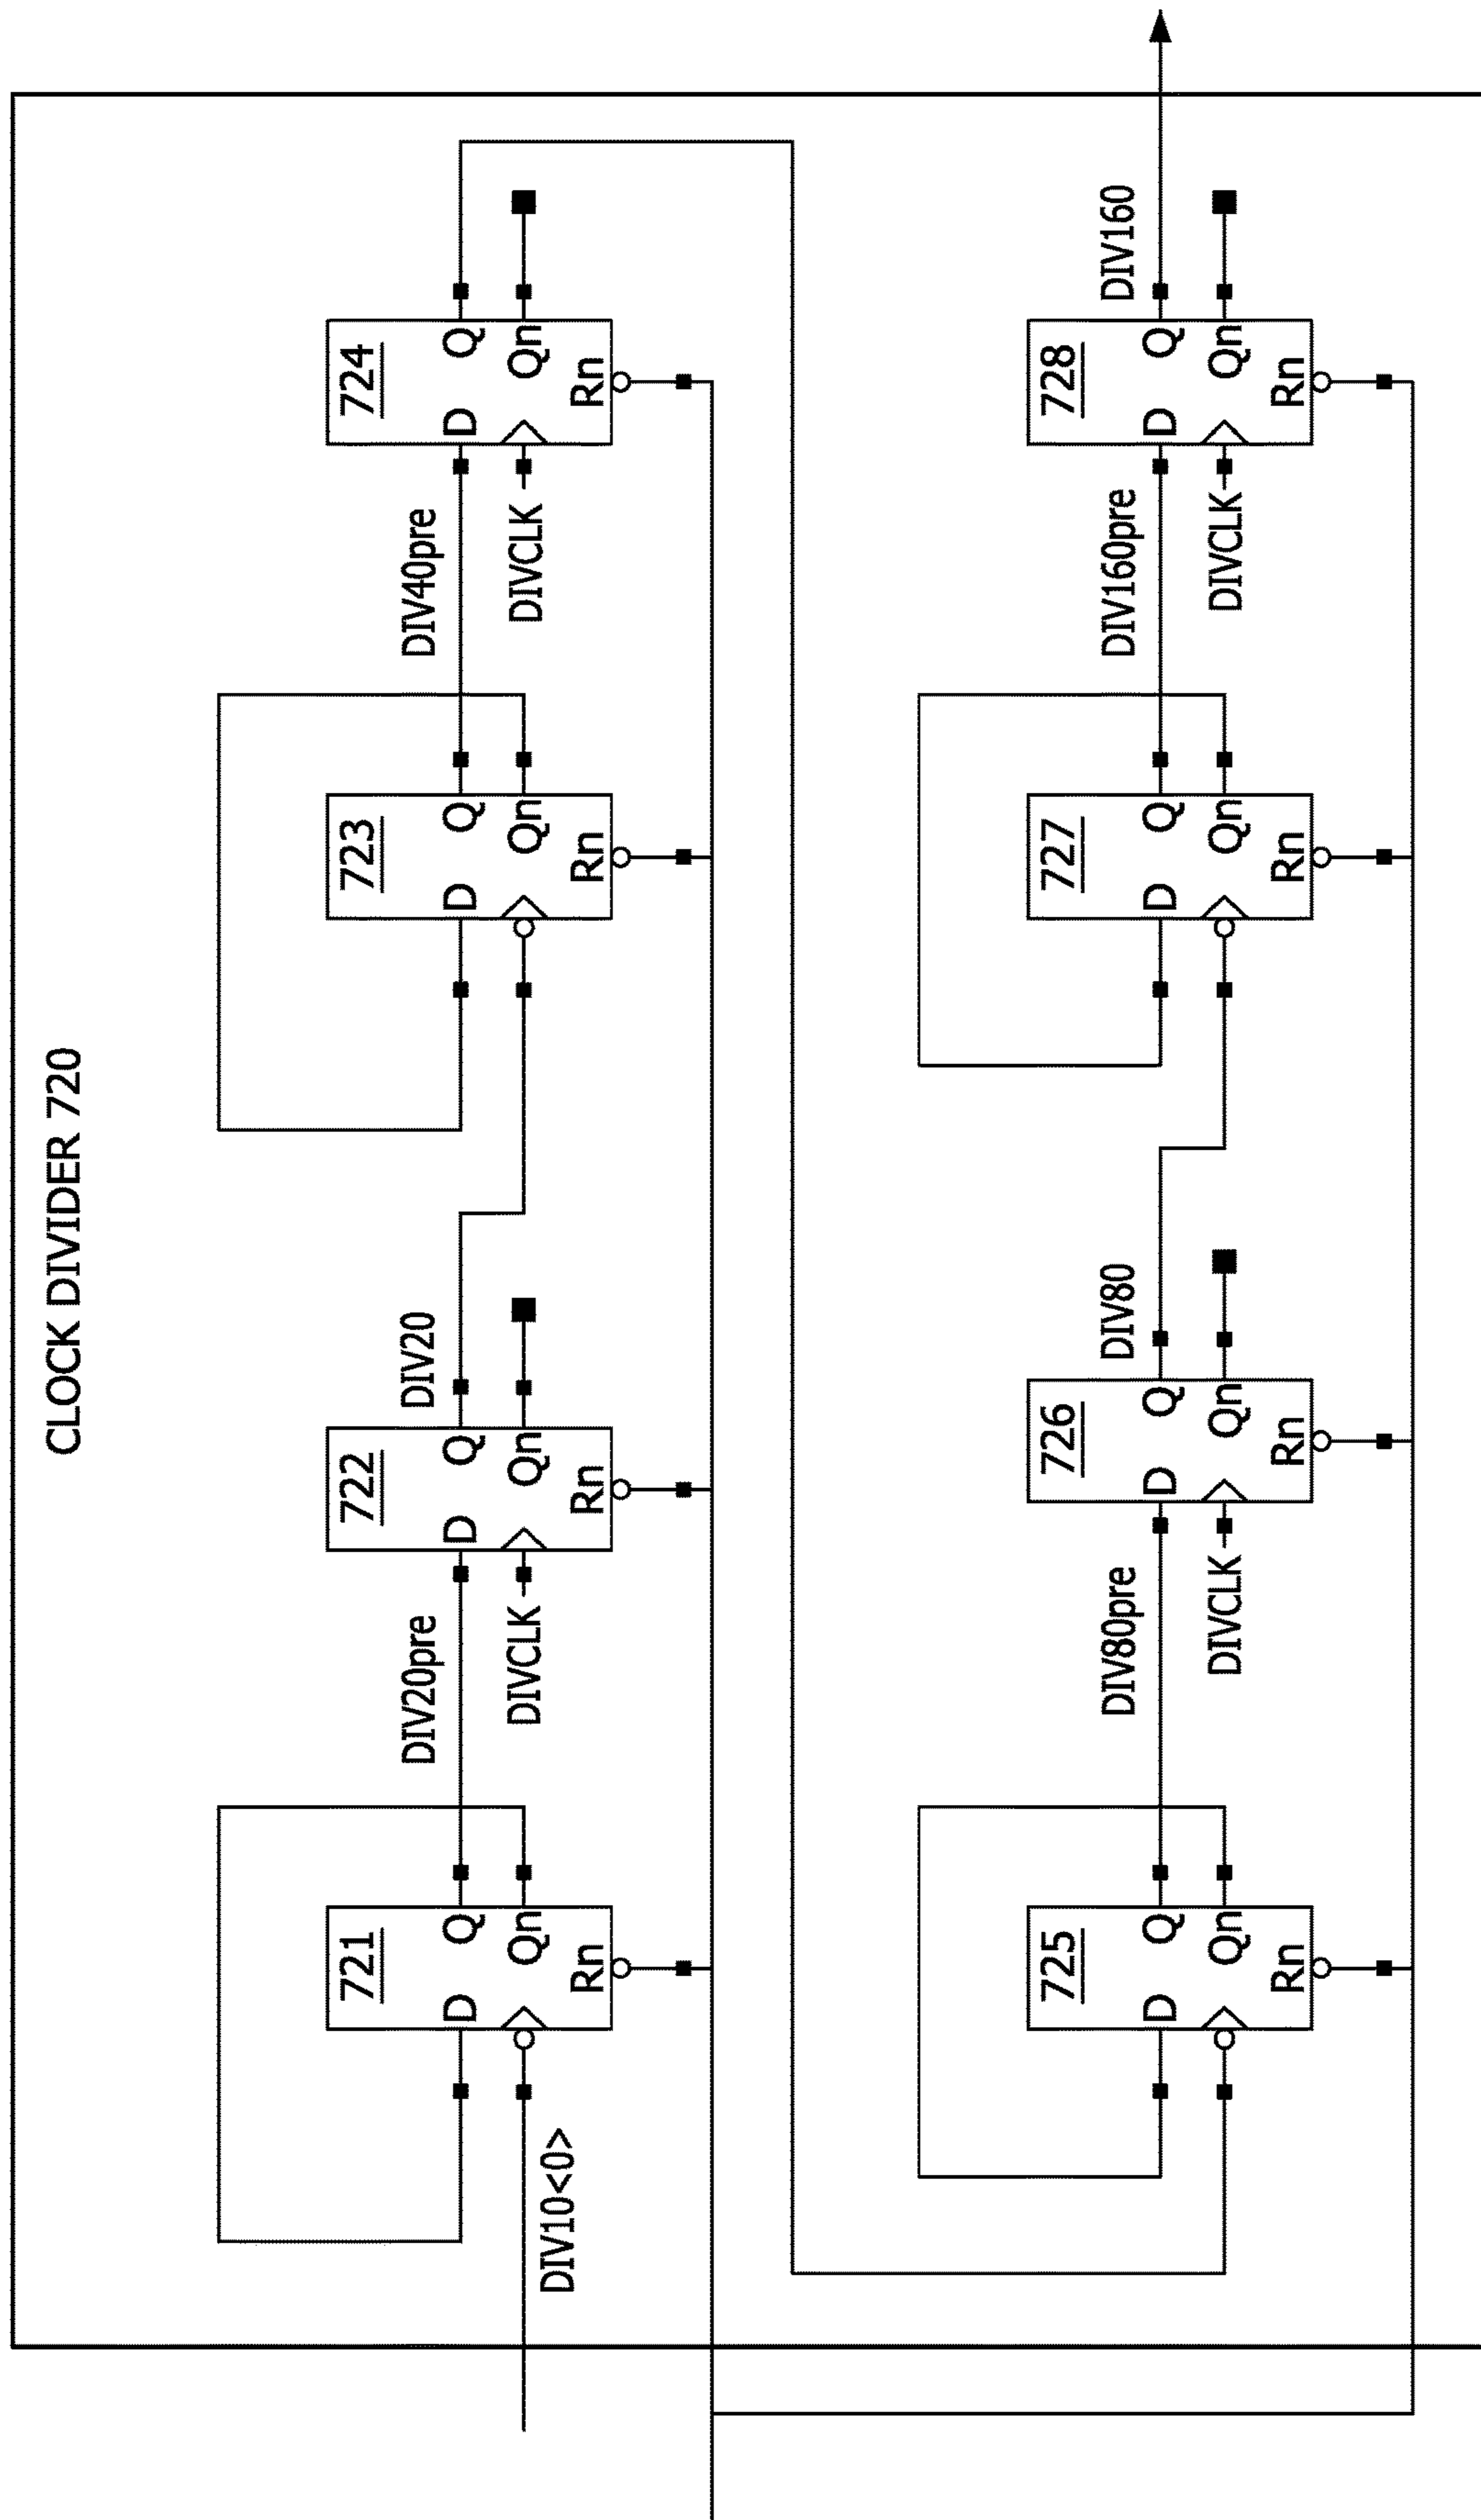 CLOCK DIVIDER 720
721
D
Q
Qn
Rn
DIV10<0>
DIV20pre
722
D
Q
Qn
Rn
DIVCLK
DIV20
723
D
Q
Qn
Rn
DIV40pre
724
D
Q
Qn
Rn
DIVCLK
725
D
Q
Qn
Rn
DIV80pre
726
D
Q
Qn
Rn
DIVCLK
DIV80
727
D
Q
Qn
Rn
DIV160pre
728
D
Q
Qn
Rn
DIVCLK
DIV160